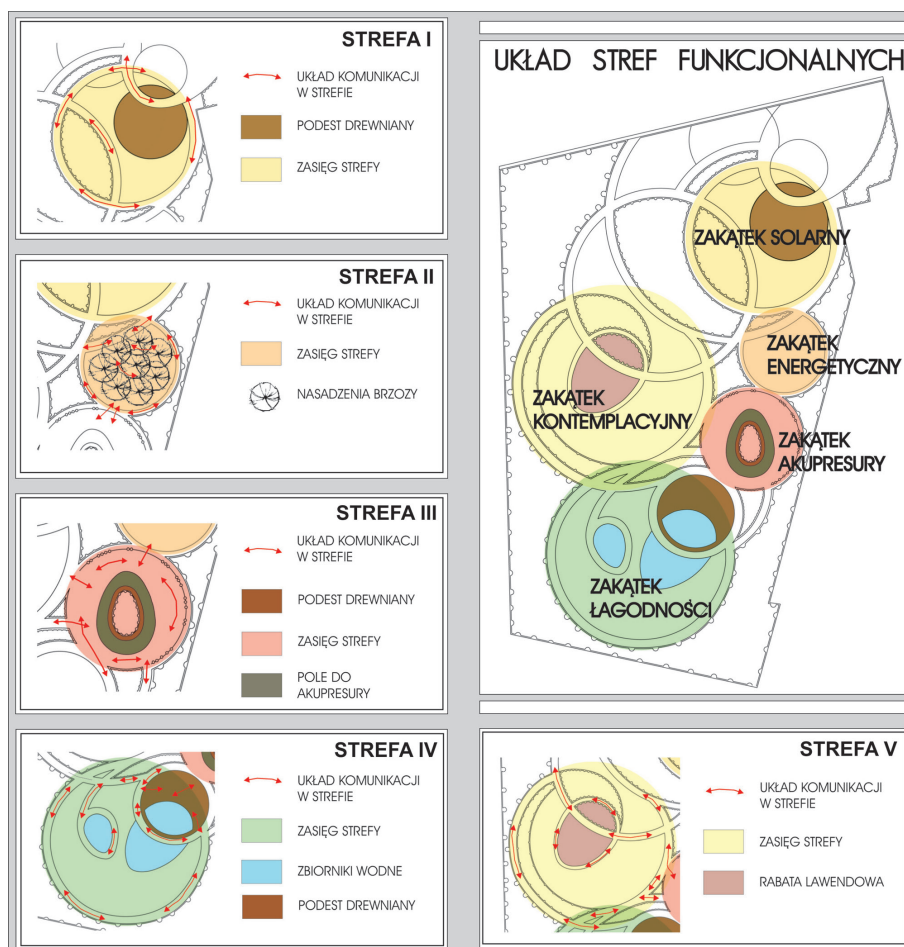 STREFA I
UKŁAD KOMUNIKACJI
W STREFIE
PODEST DREWNIANY
ZASIĘG STREFY
STREFA II
UKŁAD KOMUNIKACJI
W STREFIE
ZASIĘG STREFY
NASADZENIA BRZOZY
STREFA III
UKŁAD KOMUNIKACJI
W STREFIE
PODEST DREWNIANY
ZASIĘG STREFY
POLE DO
AKUPRESURY
STREFA IV
UKŁAD KOMUNIKACJI
W STREFIE
ZASIĘG STREFY
ZBIORNIKI WODNE
PODEST DREWNIANY
UKŁAD STREF FUNKCJONALNYCH
ZAKĄTEK SOLARNY
ZAKĄTEK
ENERGETYCZNY
ZAKĄTEK
KONTEMPLACYJNY
ZAKĄTEK
AKUPRESURY
ZAKĄTEK
ŁAGODNOŚCI
STREFA V
UKŁAD KOMUNIKACJI
W STREFIE
ZASIĘG STREFY
RABATA LAWENDOWA